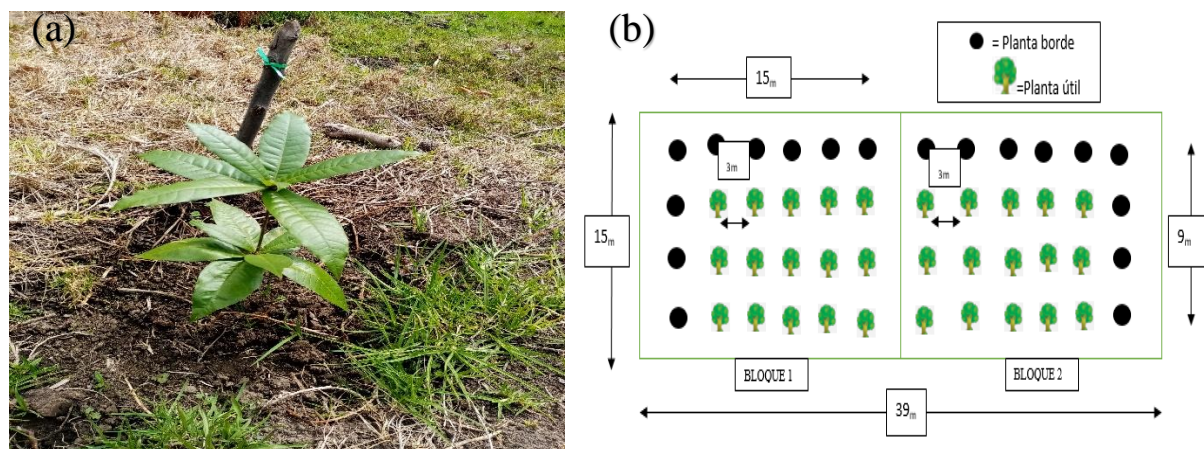 (a)
(b)
= Planta borde
=Planta útil
15m
3m
3m
15m
9m
BLOQUE 1
BLOQUE 2
39m